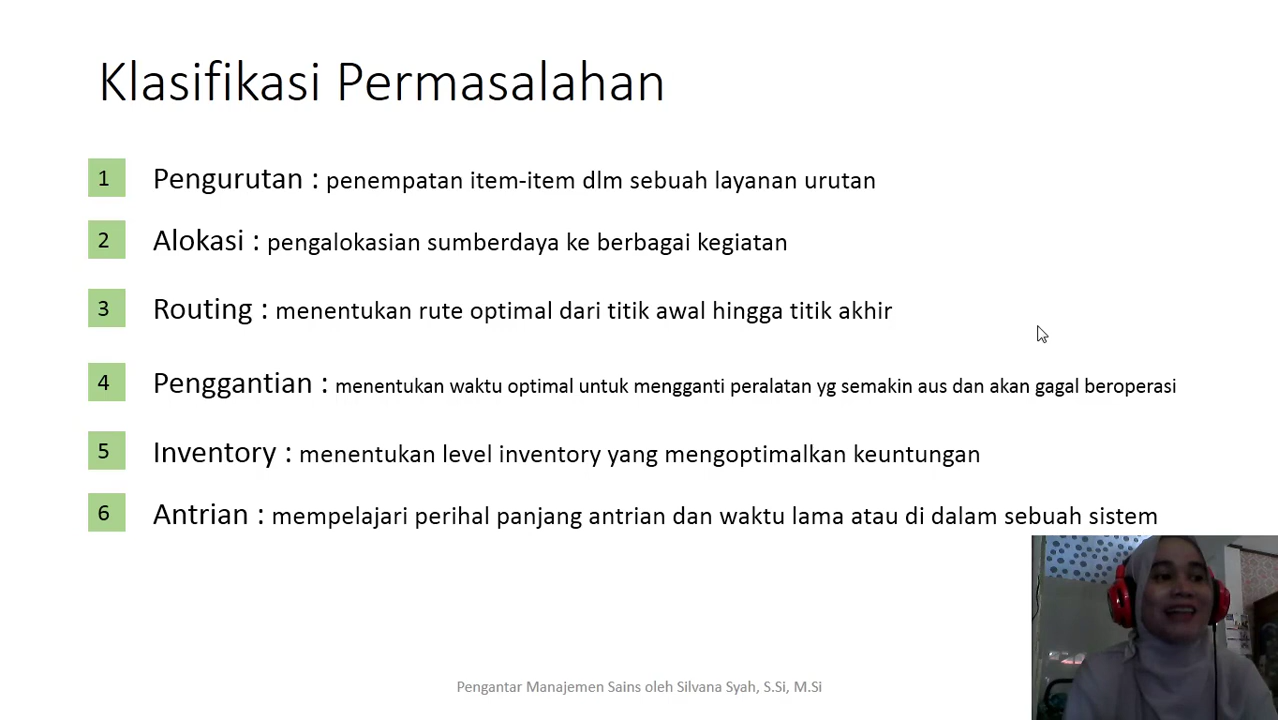 Klasifikasi Permasalahan
1 Pengurutan : penempatan item-item dlm sebuah layanan urutan
2 Alokasi : pengalokasian sumberdaya ke berbagai kegiatan
3 Routing : menentukan rute optimal dari titik awal hingga titik akhir
4 Penggantian : menentukan waktu optimal untuk mengganti peralatan yg semakin aus dan akan gagal beroperasi
5 Inventory : menentukan level inventory yang mengoptimalkan keuntungan
6 Antrian : mempelajari perihal panjang antrian dan waktu lama atau di dalam sebuah sistem
Pengantar Manajemen Sains oleh Silvana Syah, S.Si, M.Si